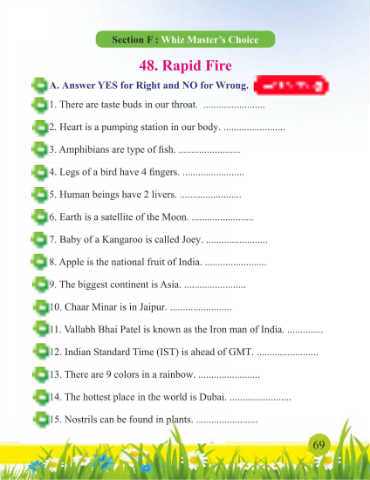 Section F : Whiz Master's Choice
48. Rapid Fire
A. Answer YES for Right and NO for Wrong.
1. There are taste buds in our throat. ........................
2. Heart is a pumping station in our body. ........................
3. Amphibians are type of fish. ........................
4. Legs of a bird have 4 fingers. ........................
5. Human beings have 2 livers. ........................
6. Earth is a satellite of the Moon. ........................
7. Baby of a Kangaroo is called Joey. ........................
8. Apple is the national fruit of India. ........................
9. The biggest continent is Asia. ........................
10. Chaar Minar is in Jaipur. ........................
11. Vallabh Bhai Patel is known as the Iron man of India. ..............
12. Indian Standard Time (IST) is ahead of GMT. ........................
13. There are 9 colors in a rainbow. ........................
14. The hottest place in the world is Dubai. ........................
15. Nostrils can be found in plants. ........................
69